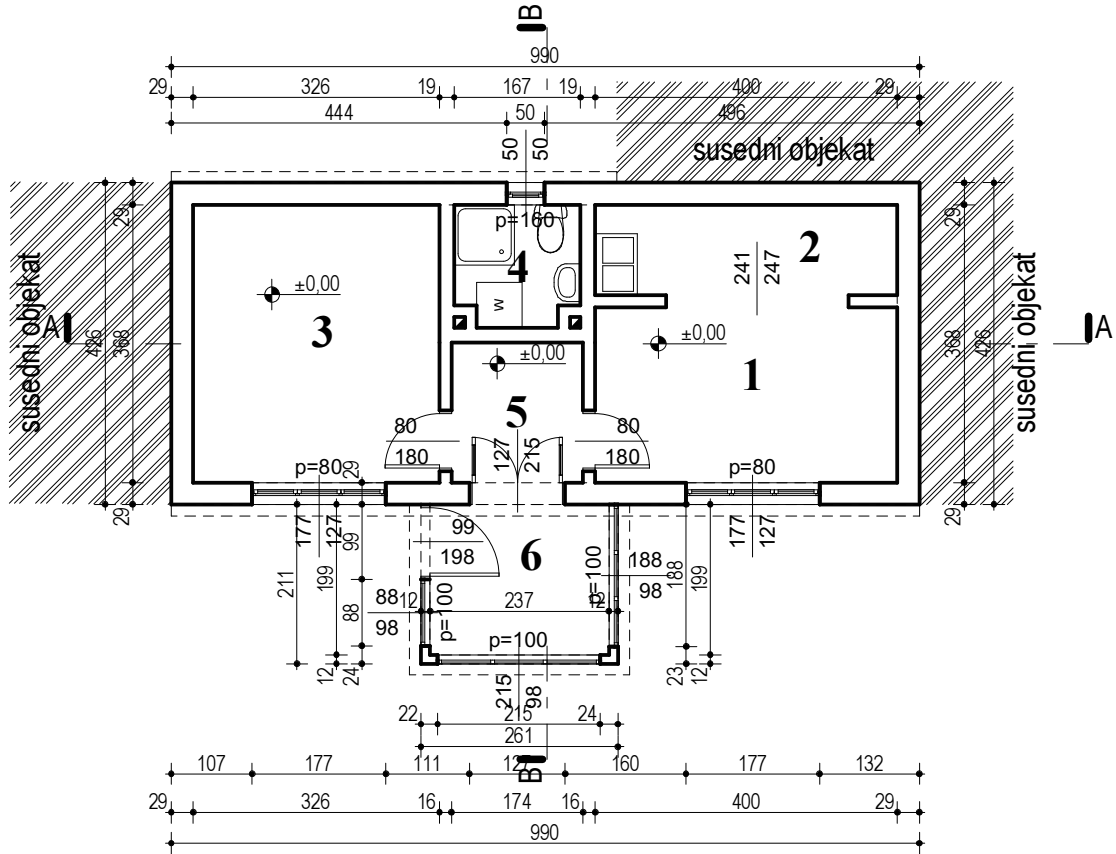 B
990
29 326 19 167 19 400 29
444 50 496
50 50
susedni objekat
p=160
susedni objekat
426
368
29
29
29
A
±0,00
3
4
w
2
241
247
±0,00
±0,00
1
5
A
susedni objekat
368
426
29
29
80
180
127
215
80
180
p=80
p=80
177
127
177
127
99
198
6
188
98
88
98
12 237 12
p=100
p=100
p=100
211
199
99
88
12
24
188
199
23
12
215
98
22 215 24
261
B
107 177 111 127 160 177 132
29 326 16 174 16 400 29
990